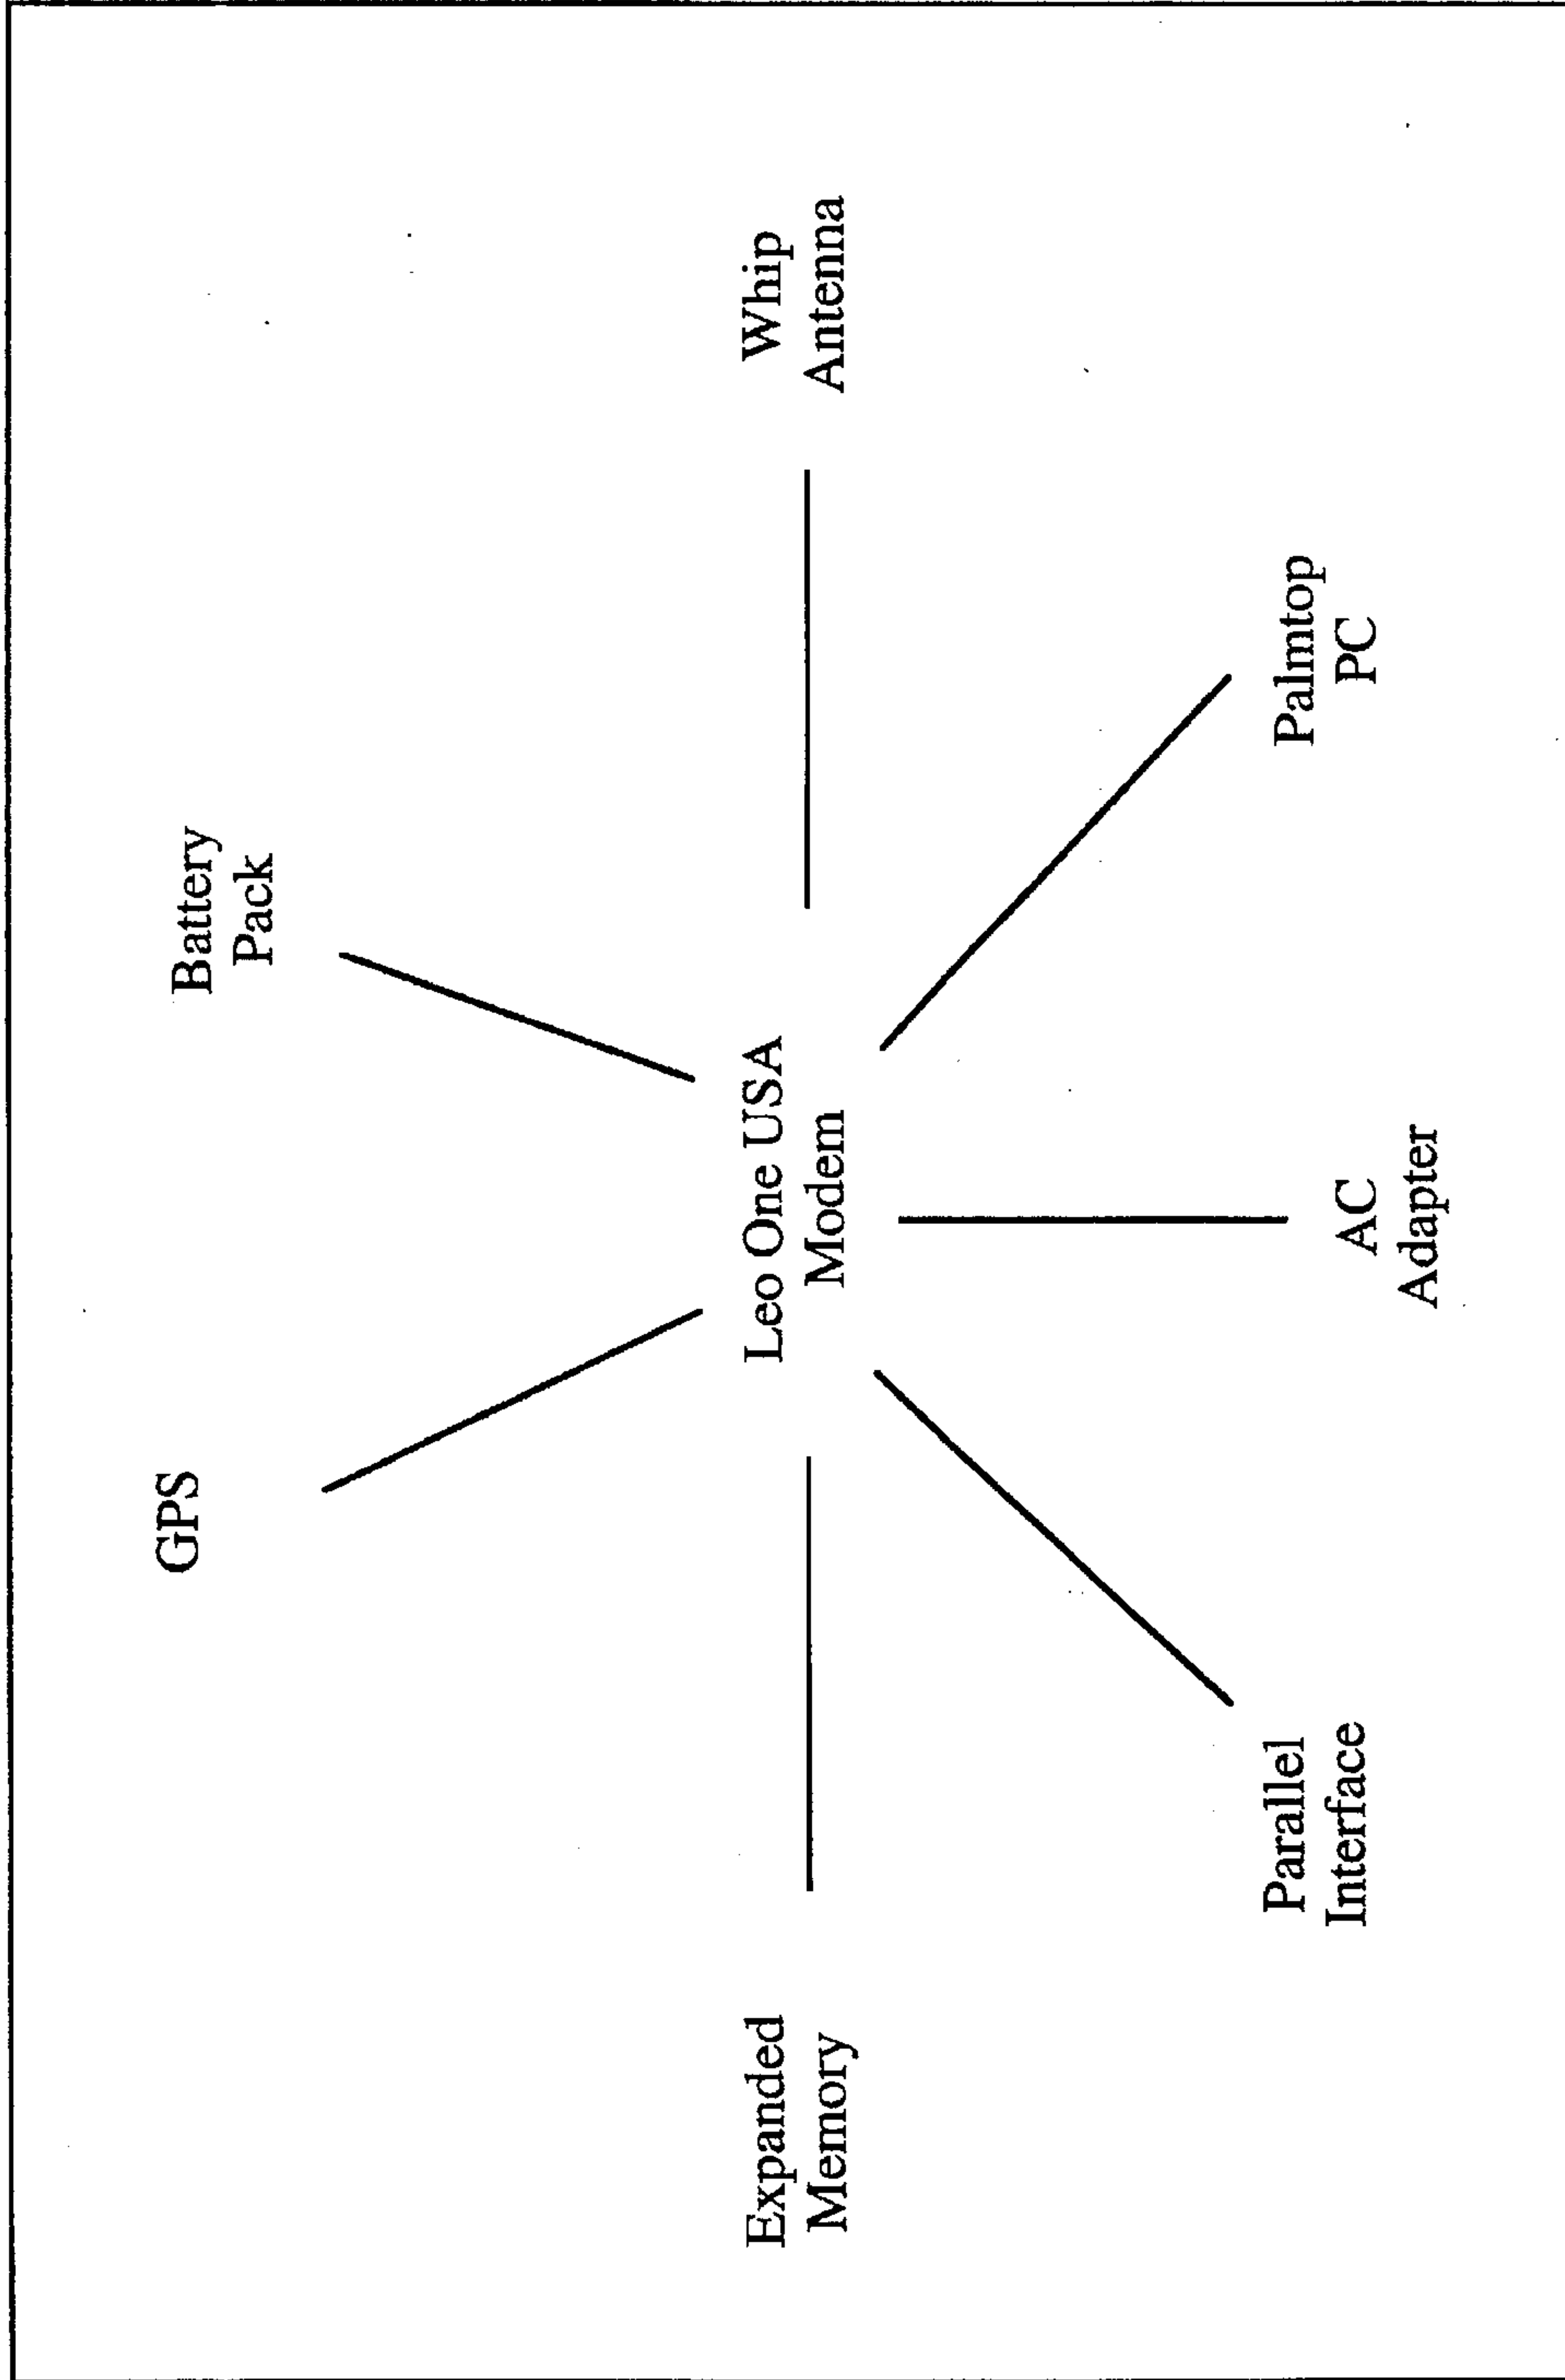 GPS
Battery
Pack
Expanded
Memory
Leo One USA
Modem
Whip
Antenna
Parallel
Interface
AC
Adapter
Palmtop
PC